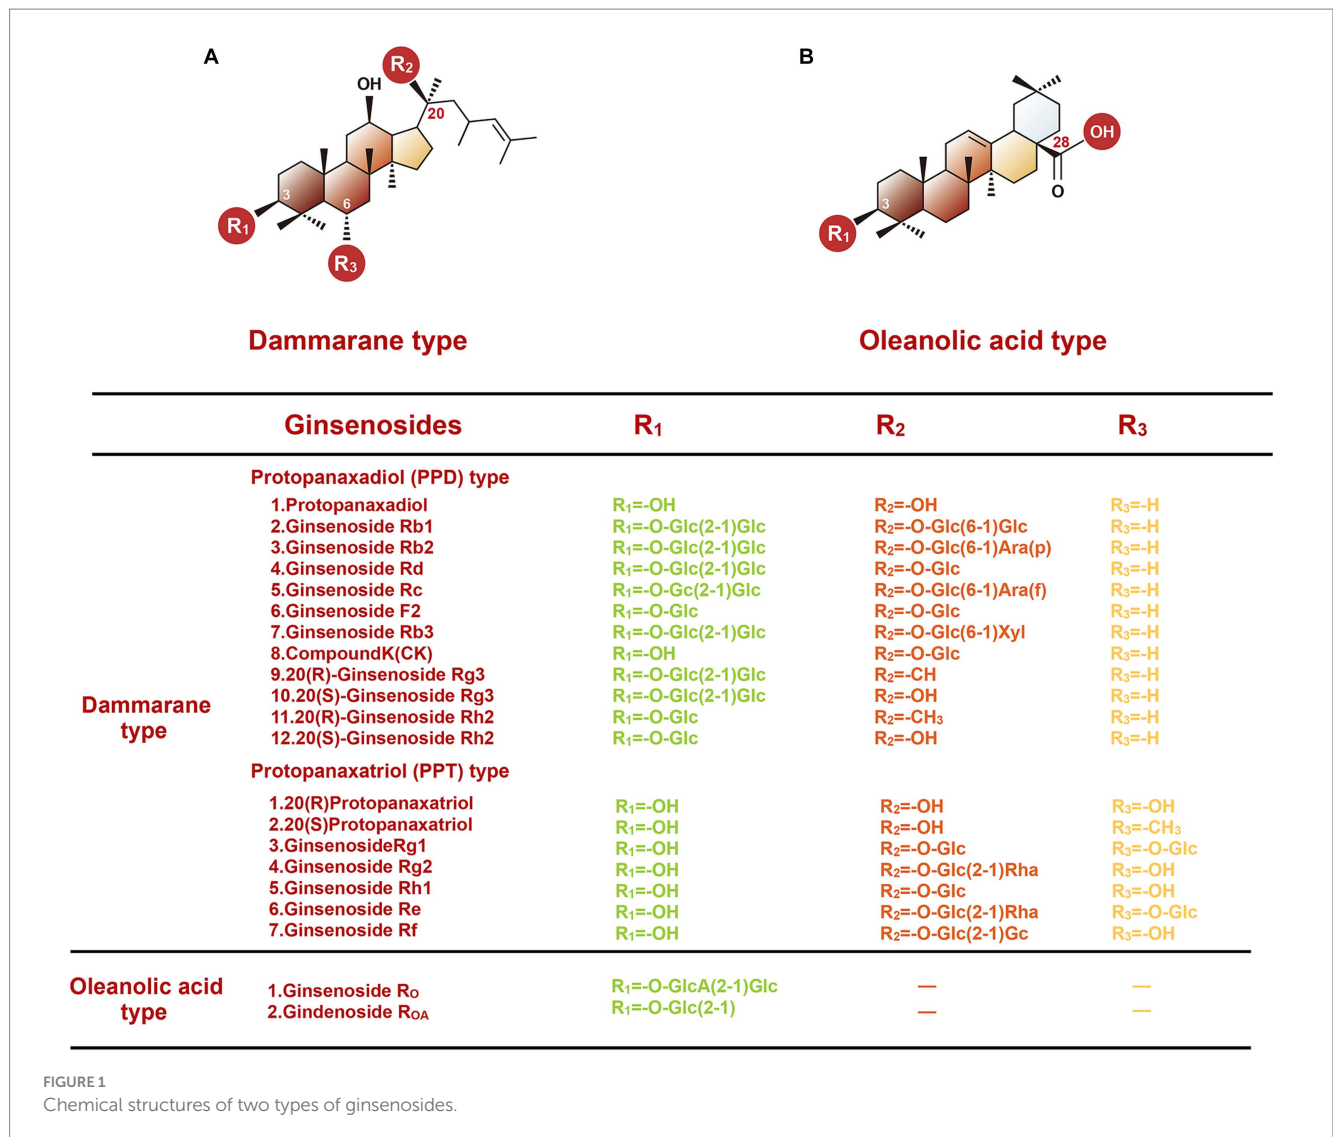 A
B
R2
OH
20
3
6
R1
R3
28
OH
O
3
R1
Dammarane type
Oleanolic acid type
Ginsenosides R1 R2 R3
Protopanaxadiol (PPD) type
1.Protopanaxadiol R1=-OH R2=-OH R3=-H
2.Ginsenoside Rb1 R1=-O-Glc(2-1)Glc R2=-O-Glc(6-1)Glc R3=-H
3.Ginsenoside Rb2 R1=-O-Glc(2-1)Glc R2=-O-Glc(6-1)Ara(p) R3=-H
4.Ginsenoside Rd R1=-O-Glc(2-1)Glc R2=-O-Glc R3=-H
5.Ginsenoside Rc R1=-O-Gc(2-1)Glc R2=-O-Glc(6-1)Ara(f) R3=-H
6.Ginsenoside F2 R1=-O-Glc R2=-O-Glc R3=-H
7.Ginsenoside Rb3 R1=-O-Glc(2-1)Glc R2=-O-Glc(6-1)Xyl R3=-H
8.CompoundK(CK) R1=-OH R2=-O-Glc R3=-H
9.20(R)-Ginsenoside Rg3 R1=-O-Glc(2-1)Glc R2=-CH R3=-H
10.20(S)-Ginsenoside Rg3 R1=-O-Glc(2-1)Glc R2=-OH R3=-H
11.20(R)-Ginsenoside Rh2 R1=-O-Glc R2=-CH3 R3=-H
12.20(S)-Ginsenoside Rh2 R1=-O-Glc R2=-OH R3=-H
Dammarane
type
Protopanaxatriol (PPT) type
1.20(R)Protopanaxatriol R1=-OH R2=-OH R3=-OH
2.20(S)Protopanaxatriol R1=-OH R2=-OH R3=-CH3
3.GinsenosideRg1 R1=-OH R2=-O-Glc R3=-O-Glc
4.Ginsenoside Rg2 R1=-OH R2=-O-Glc(2-1)Rha R3=-OH
5.Ginsenoside Rh1 R1=-OH R2=-O-Glc R3=-OH
6.Ginsenoside Re R1=-OH R2=-O-Glc(2-1)Rha R3=-O-Glc
7.Ginsenoside Rf R1=-OH R2=-O-Glc(2-1)Gc R3=-OH
Oleanolic acid
type
1.Ginsenoside RO R1=-O-GlcA(2-1)Glc — —
2.Gindenoside ROA R1=-O-Glc(2-1) — —
FIGURE 1
Chemical structures of two types of ginsenosides.